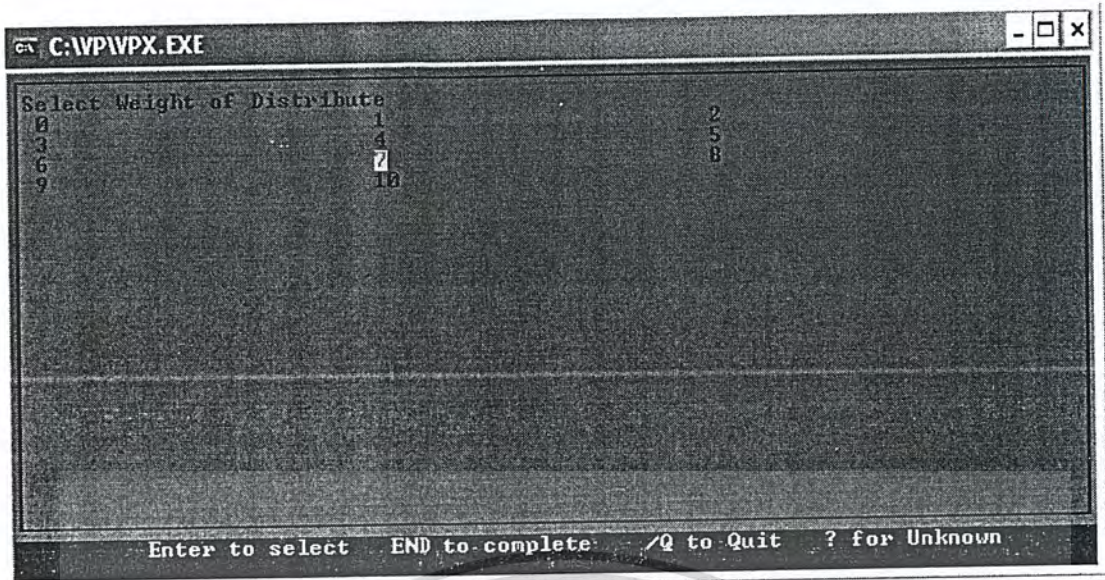 C:\VP\VPX.EXE
Select Weight of Distribute
0 1 2
3 4 5
6 7 8
9 10
Enter to select END to complete /Q to Quit ? for Unknown